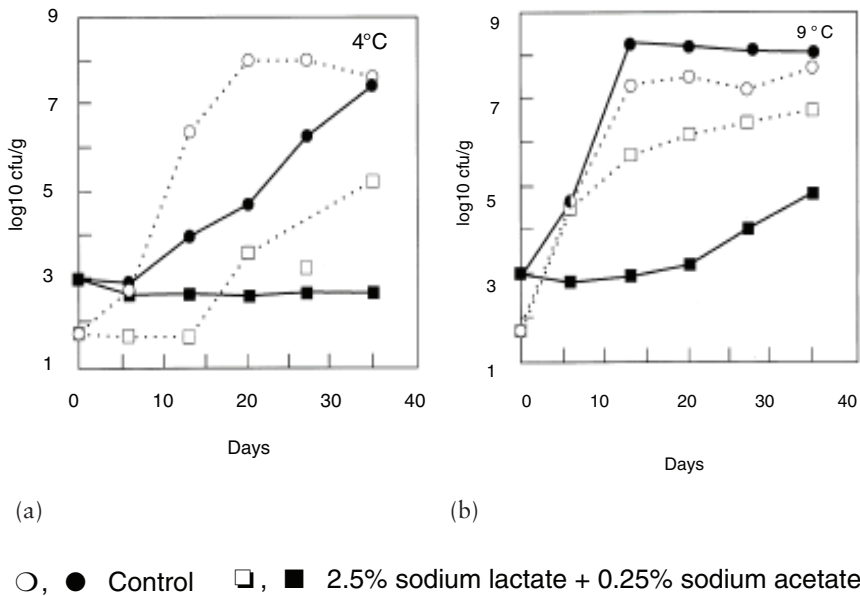 9
7
5
3
1
log10 cfu/g
4°C
0 10 20 30 40
Days
(a)
9
7
5
3
1
log10 cfu/g
9 °C
0 10 20 30 40
Days
(b)
○, ● Control □, ■ 2.5% sodium lactate + 0.25% sodium acetate